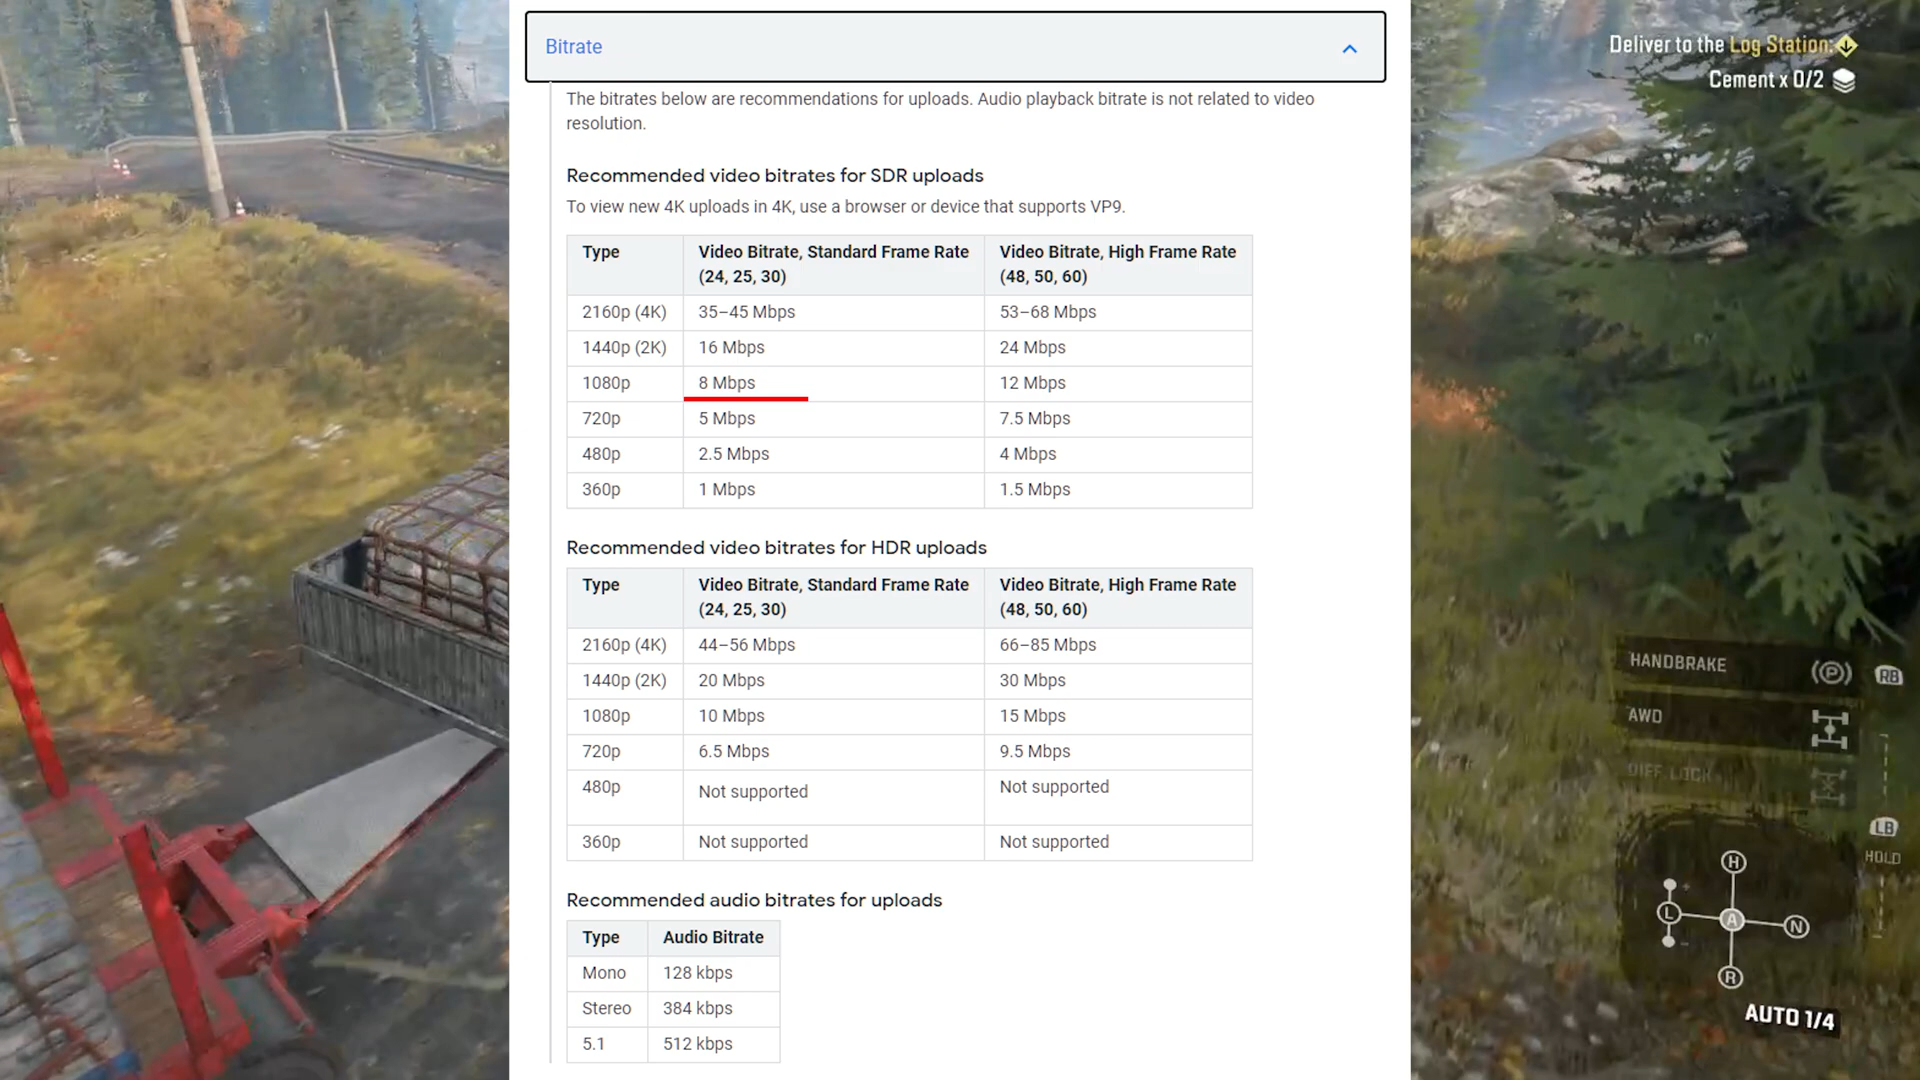 Bitrate
The bitrates below are recommendations for uploads. Audio playback bitrate is not related to video
resolution.
Recommended video bitrates for SDR uploads
To view new 4K uploads in 4K, use a browser or device that supports VP9.
Type Video Bitrate, Standard Frame Rate Video Bitrate, High Frame Rate
(24, 25, 30) (48, 50, 60)
2160p (4K) 35–45 Mbps 53–68 Mbps
1440p (2K) 16 Mbps 24 Mbps
1080p 8 Mbps 12 Mbps
720p 5 Mbps 7.5 Mbps
480p 2.5 Mbps 4 Mbps
360p 1 Mbps 1.5 Mbps
Recommended video bitrates for HDR uploads
Type Video Bitrate, Standard Frame Rate Video Bitrate, High Frame Rate
(24, 25, 30) (48, 50, 60)
2160p (4K) 44–56 Mbps 66–85 Mbps
1440p (2K) 20 Mbps 30 Mbps
1080p 10 Mbps 15 Mbps
720p 6.5 Mbps 9.5 Mbps
480p Not supported Not supported
360p Not supported Not supported
Recommended audio bitrates for uploads
Type Audio Bitrate
Mono 128 kbps
Stereo 384 kbps
5.1 512 kbps
Deliver to the Log Station:
Cement x 0/2
HANDBRAKE (P) RB
AWD
DIFF LOCK
LB
HOLD
H
L + A N
-
R
AUTO 1/4